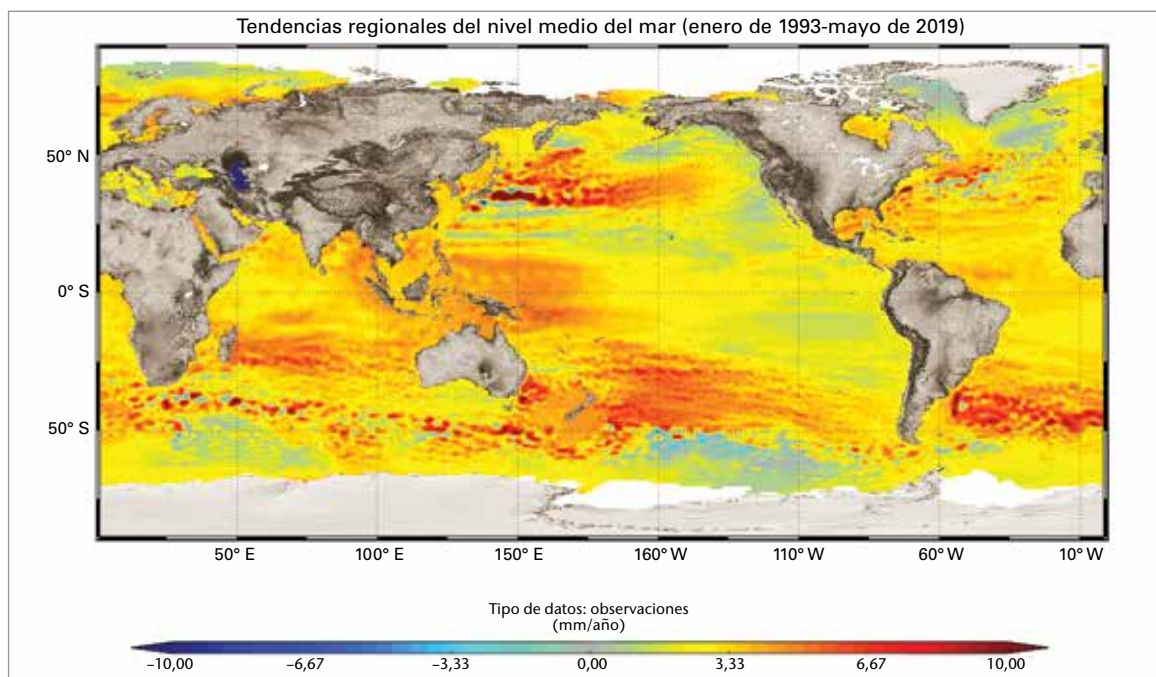 Tendencias regionales del nivel medio del mar (enero de 1993-mayo de 2019)
50° N
0° S
50° S
50° E 100° E 150° E 160° W 110° W 60° W 10° W
Tipo de datos: observaciones
(mm/año)
–10,00 –6,67 –3,33 0,00 3,33 6,67 10,00